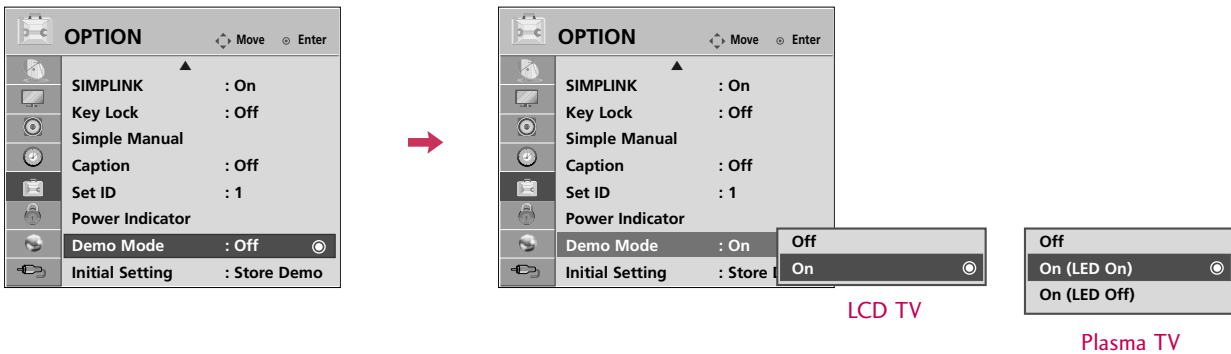 OPTION Move Enter
SIMPLINK : On
Key Lock : Off
Simple Manual
Caption : Off
Set ID : 1
Power Indicator
Demo Mode : Off
Initial Setting : Store Demo
OPTION Move Enter
SIMPLINK : On
Key Lock : Off
Simple Manual
Caption : Off
Set ID : 1
Power Indicator
Demo Mode : On
Initial Setting : Store
Off
On
LCD TV
Off
On (LED On)
On (LED Off)
Plasma TV